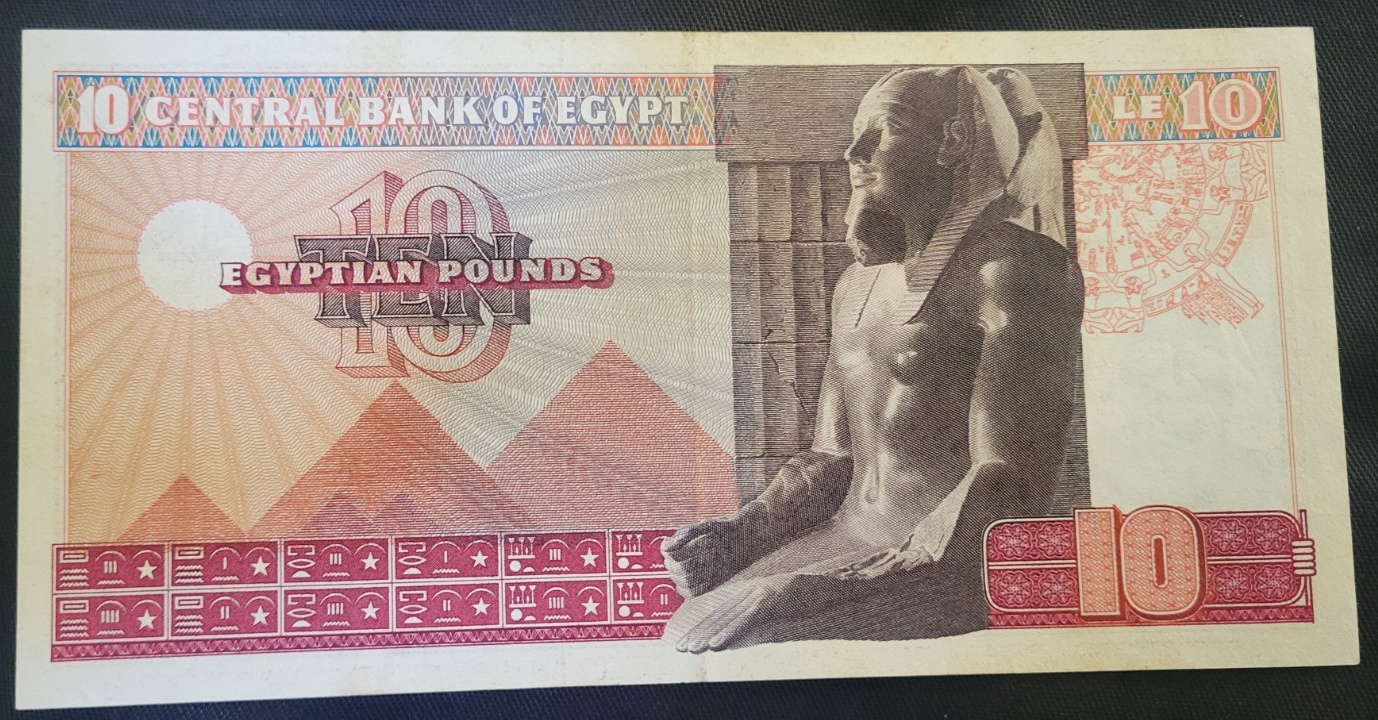 10 CENTRAL BANK OF EGYPT
LE 10
10
TEN
EGYPTIAN POUNDS
10